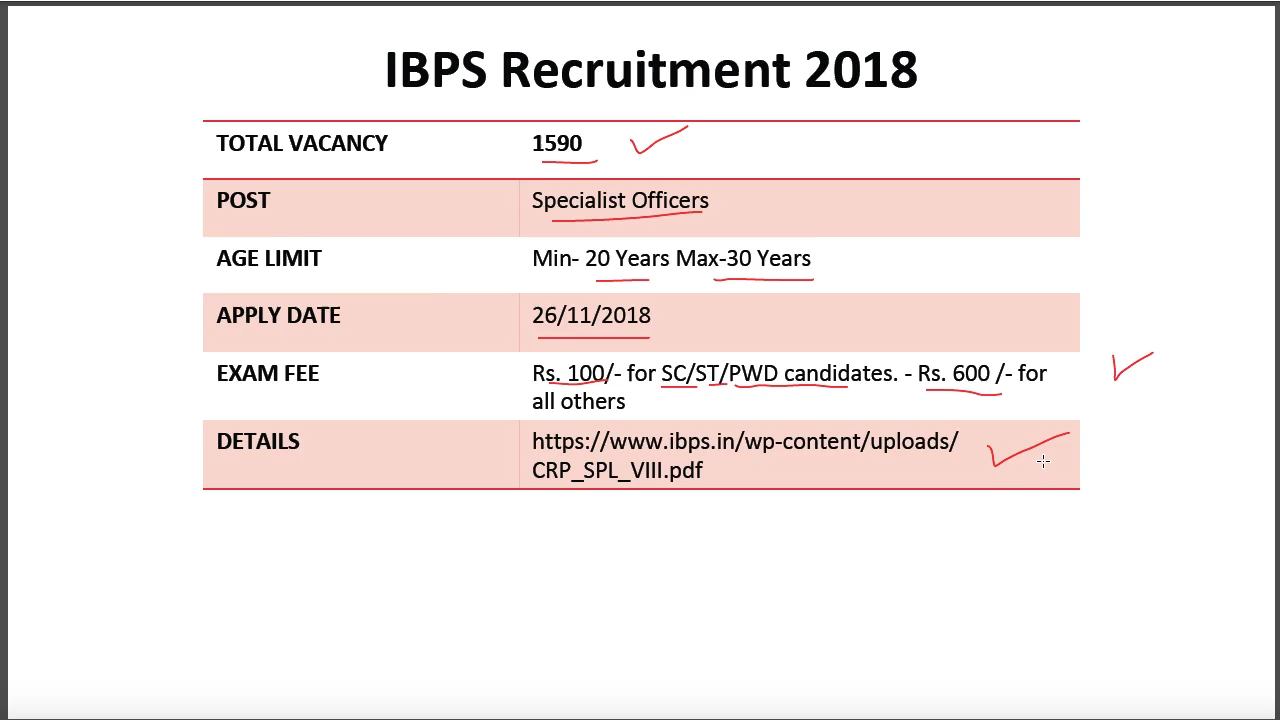 IBPS Recruitment 2018
TOTAL VACANCY 1590
POST Specialist Officers
AGE LIMIT Min- 20 Years Max-30 Years
APPLY DATE 26/11/2018
EXAM FEE Rs. 100/- for SC/ST/PWD candidates. - Rs. 600 /- for
all others
DETAILS https://www.ibps.in/wp-content/uploads/
CRP_SPL_VIII.pdf